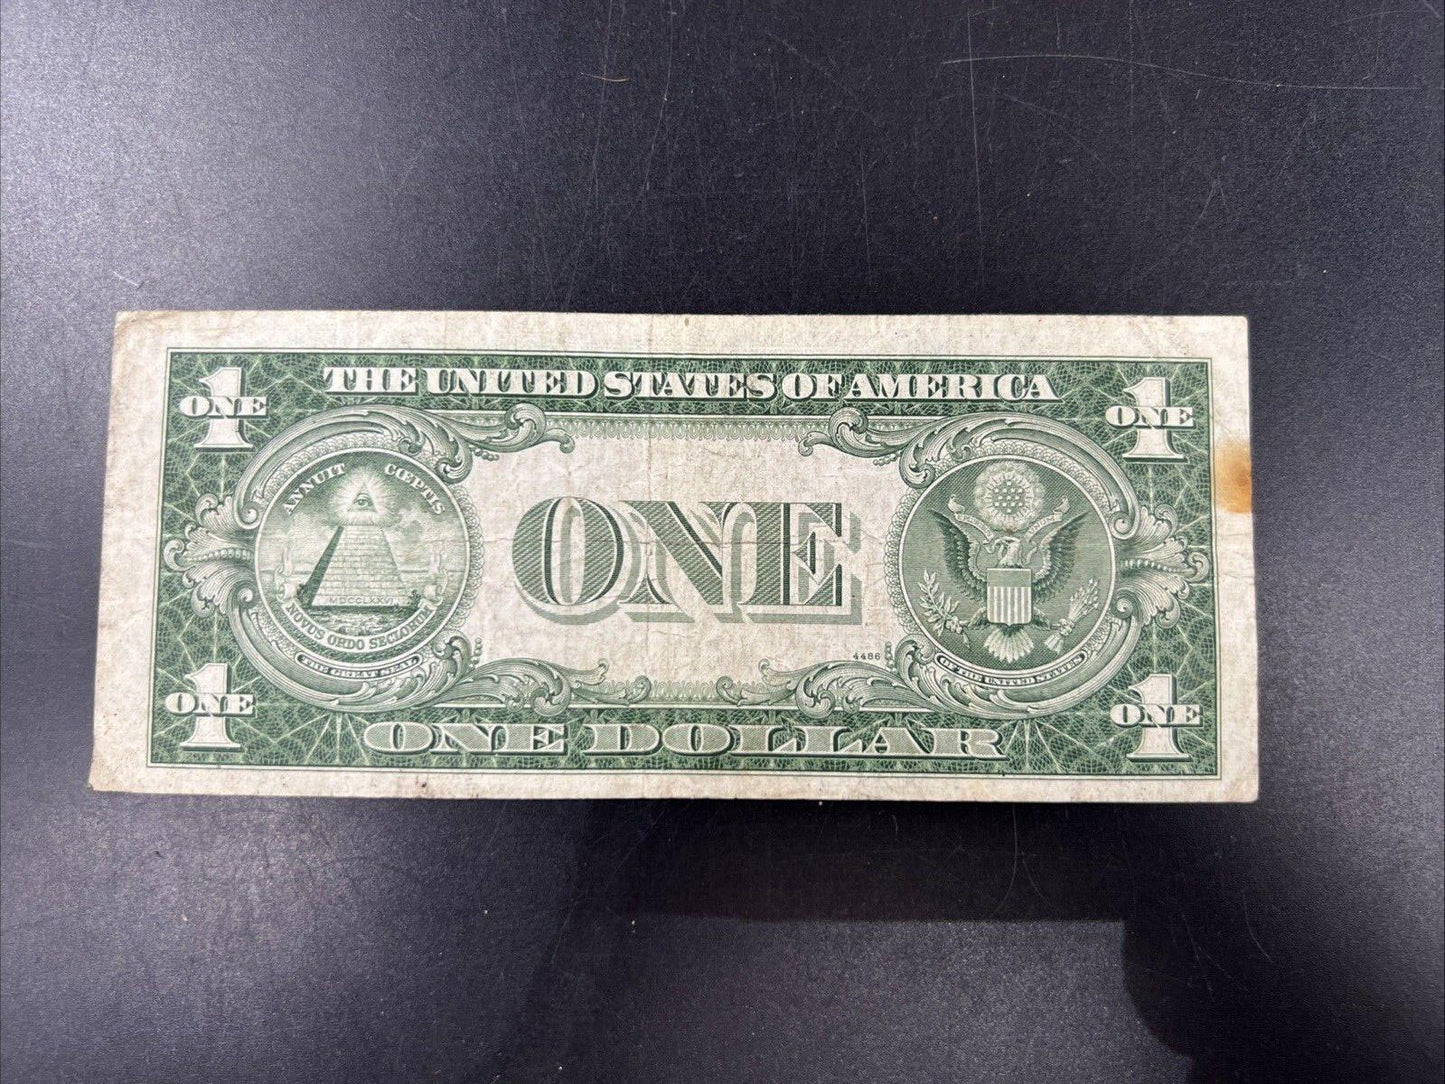 THE UNITED STATES OF AMERICA
1
ONE
1
ONE
ANNUIT CŒPTIS
MDCCLXXVI
NOVUS ORDO SECLORUM
THE GREAT SEAL
ONE
4486
OF THE UNITED STATES
1
ONE
1
ONE
ONE DOLLAR